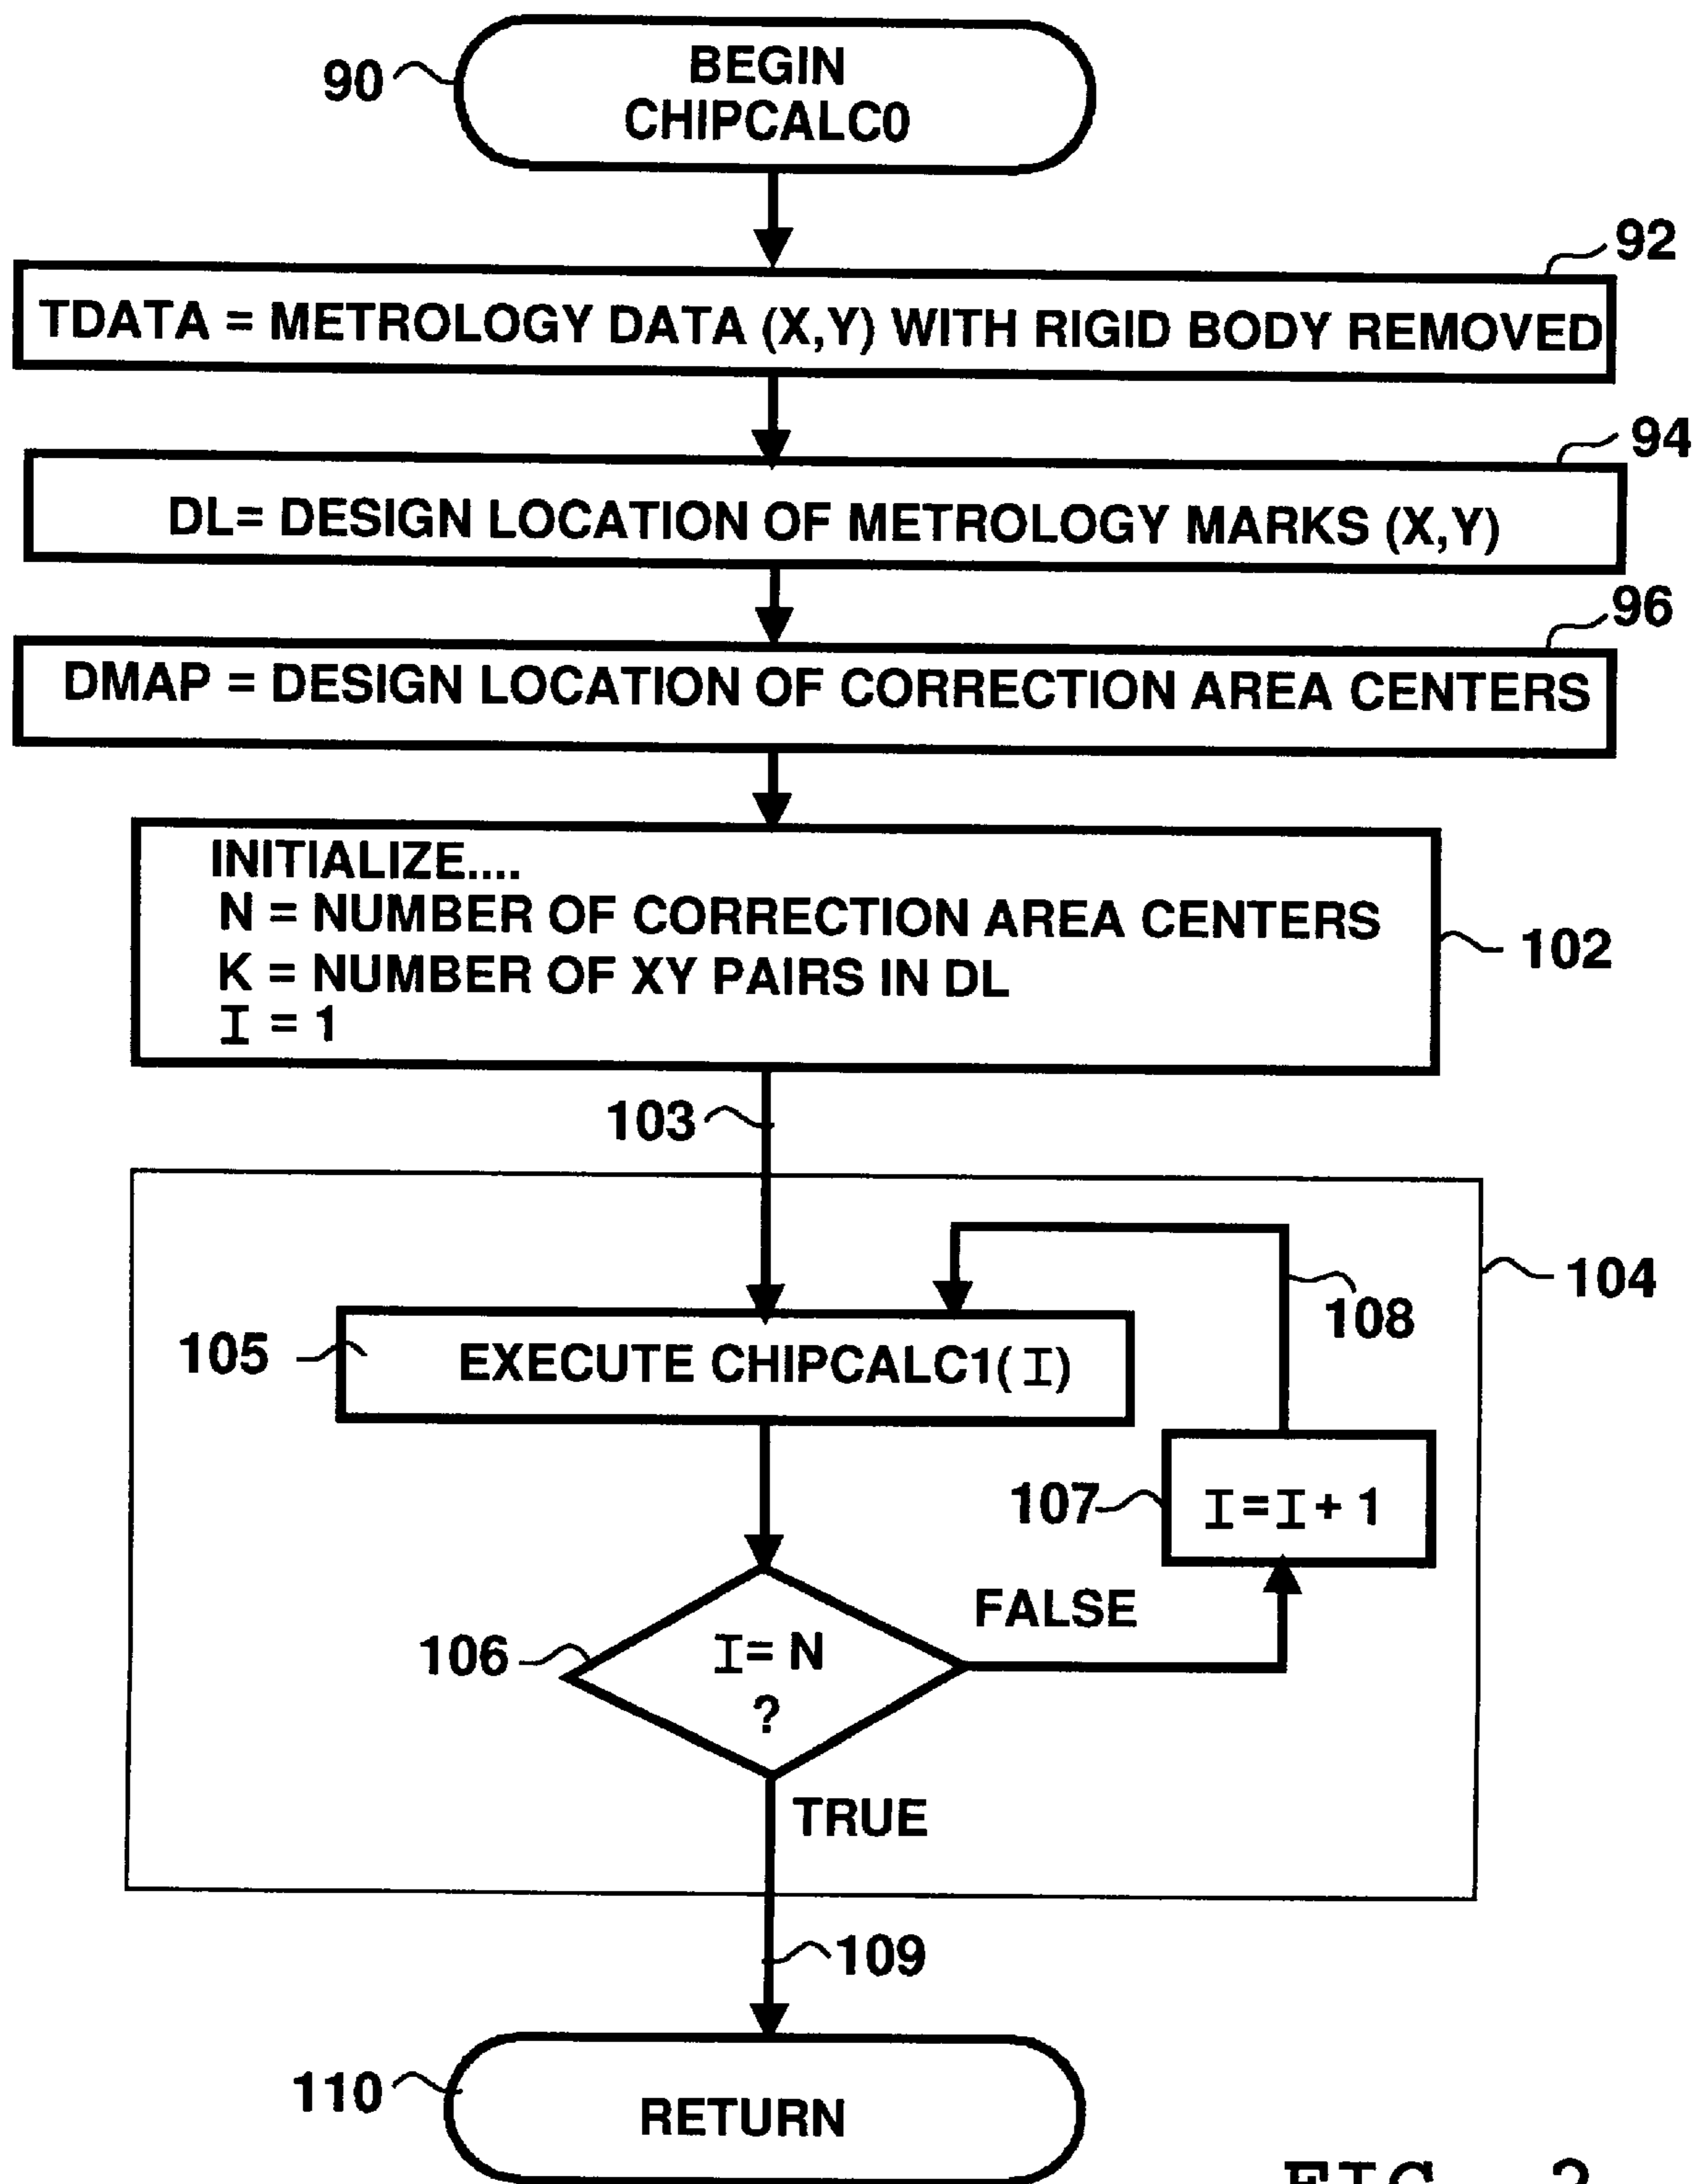 90
BEGIN
CHIPCALC0
92
TDATA = METROLOGY DATA (X,Y) WITH RIGID BODY REMOVED
94
DL= DESIGN LOCATION OF METROLOGY MARKS (X,Y)
96
DMAP = DESIGN LOCATION OF CORRECTION AREA CENTERS
INITIALIZE....
N = NUMBER OF CORRECTION AREA CENTERS
K = NUMBER OF XY PAIRS IN DL
I = 1
102
103
104
108
105
EXECUTE CHIPCALC1( I )
107
I=I+ 1
FALSE
106
I= N
?
TRUE
109
110
RETURN
FIG. 2